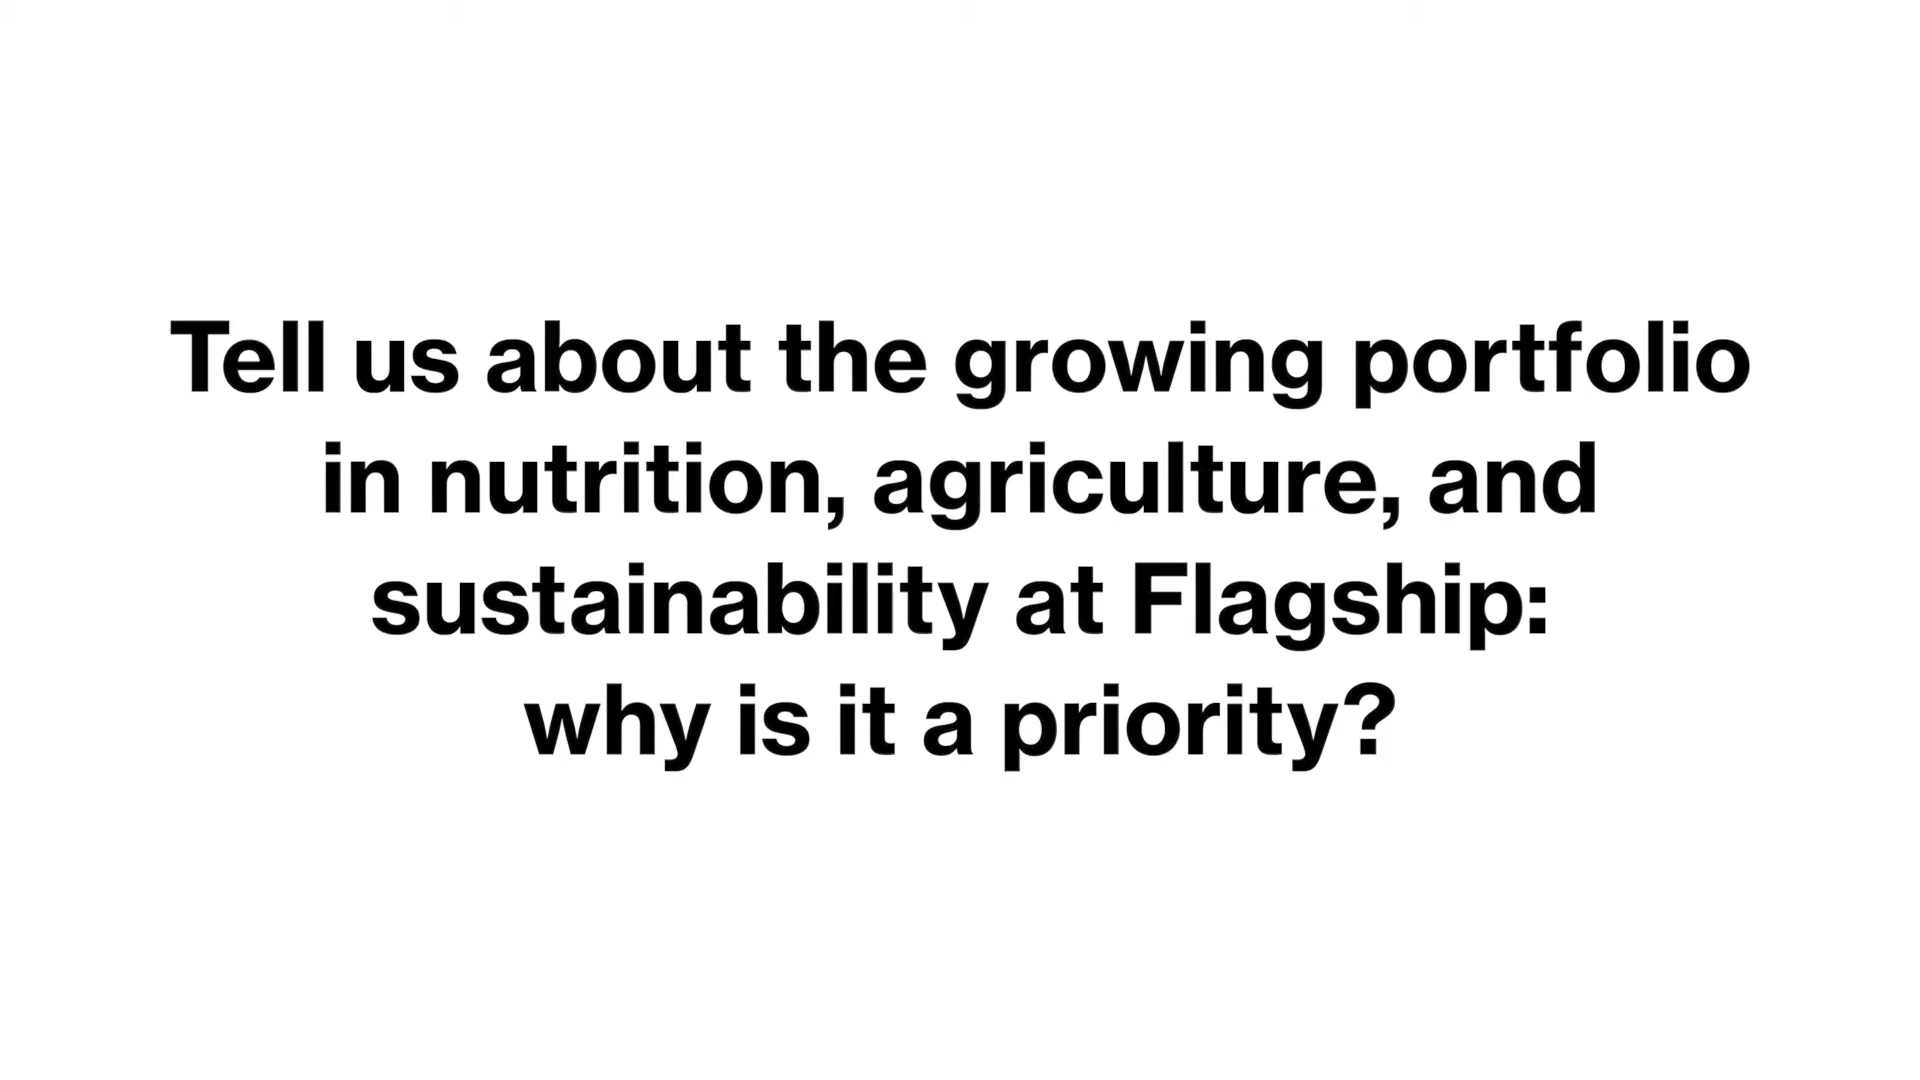 Tell us about the growing portfolio
in nutrition, agriculture, and
sustainability at Flagship:
why is it a priority?